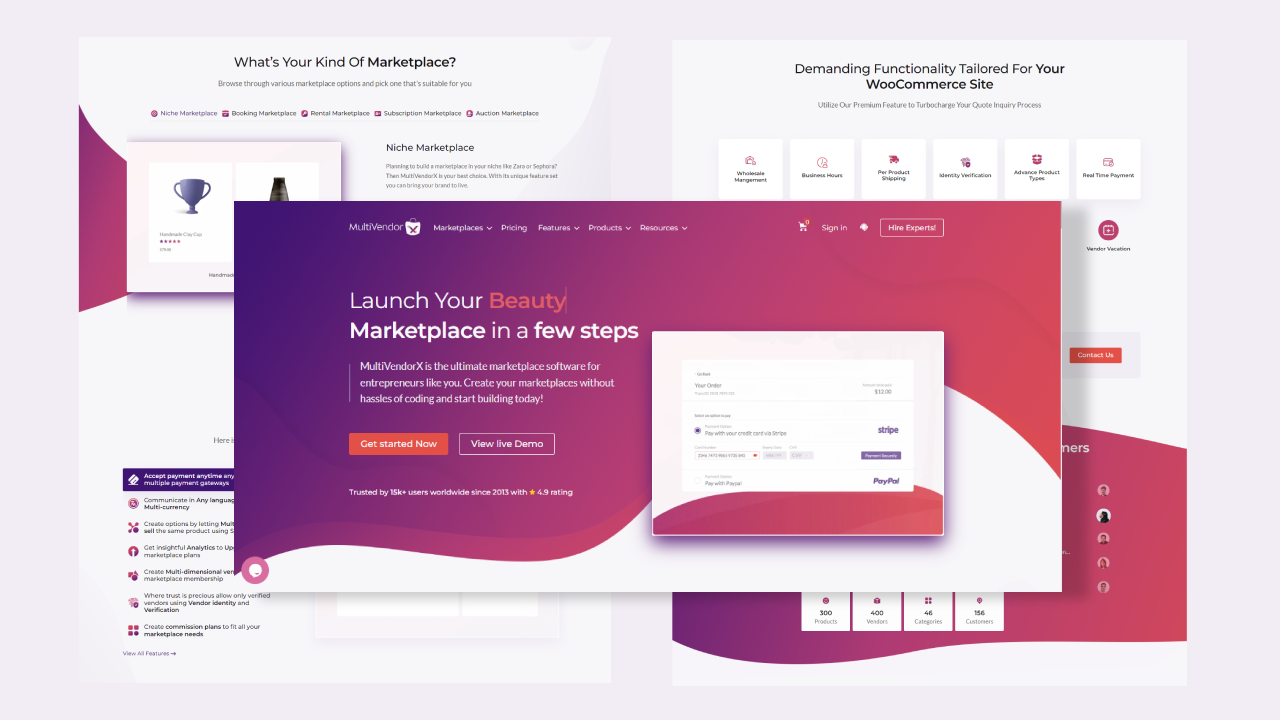 What's Your Kind Of Marketplace?
Browse through various marketplace options and pick one that's suitable for you
Niche Marketplace
Booking Marketplace
Rental Marketplace
Subscription Marketplace
Auction Marketplace
Niche Marketplace
Planning to build a marketplace in your niche like Zara or Sephora?
Then MultiVendorX is your best choice. With its unique feature set
you can bring your brand to live.
Handmade Clay Cup
Demanding Functionality Tailored For Your
WooCommerce Site
Utilize Our Premium Feature to Turbocharge Your Quote Inquiry Process
Wholesale
Mangement
Business Hours
Per Product
Shipping
Identity Verification
Advance Product
Types
Real Time Payment
Vendor Vacation
Contact Us
MultiVendor X
Marketplaces
Pricing
Features
Products
Resources
0
Sign in
Hire Experts!
Launch Your Beauty
Marketplace in a few steps
MultiVendorX is the ultimate marketplace software for
entrepreneurs like you. Create your marketplaces without
hassles of coding and start building today!
Get started Now
View live Demo
Trusted by 15k+ users worldwide since 2013 with ★ 4.9 rating
Your Order
$12.00
Payment Option
Pay with your credit card via Stripe
stripe
Card Number
Payment Securely
Payment Option
Pay with Paypal
PayPal
Here is
Accept payment anytime any
multiple payment gateways
Communicate in Any languag
Multi-currency
Create options by letting Mult
sell the same product using S
Get insightful Analytics to Up
marketplace plans
Create Multi-dimensional ven
marketplace membership
Where trust is precious allow only verified
vendors using Vendor identity and
Verification
Create commission plans to fit all your
marketplace needs
View All Features →
mers
300
Products
400
Vendors
46
Categories
156
Customers